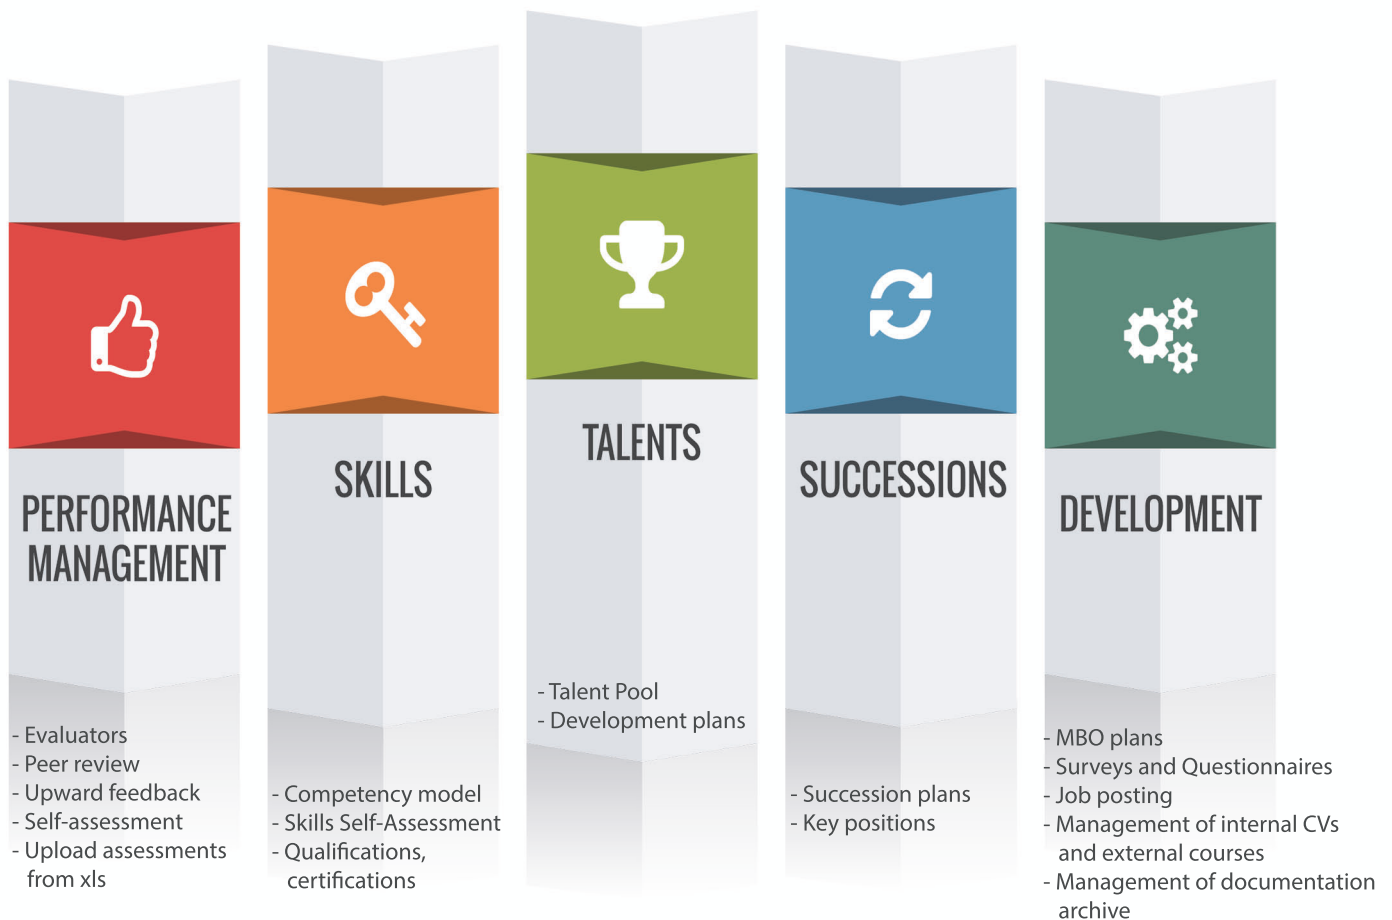 PERFORMANCE
MANAGEMENT
- Evaluators
- Peer review
- Upward feedback
- Self-assessment
- Upload assessments
from xls
SKILLS
- Competency model
- Skills Self-Assessment
- Qualifications,
certifications
TALENTS
- Talent Pool
- Development plans
SUCCESSIONS
- Succession plans
- Key positions
DEVELOPMENT
- MBO plans
- Surveys and Questionnaires
- Job posting
- Management of internal CVs
and external courses
- Management of documentation
archive